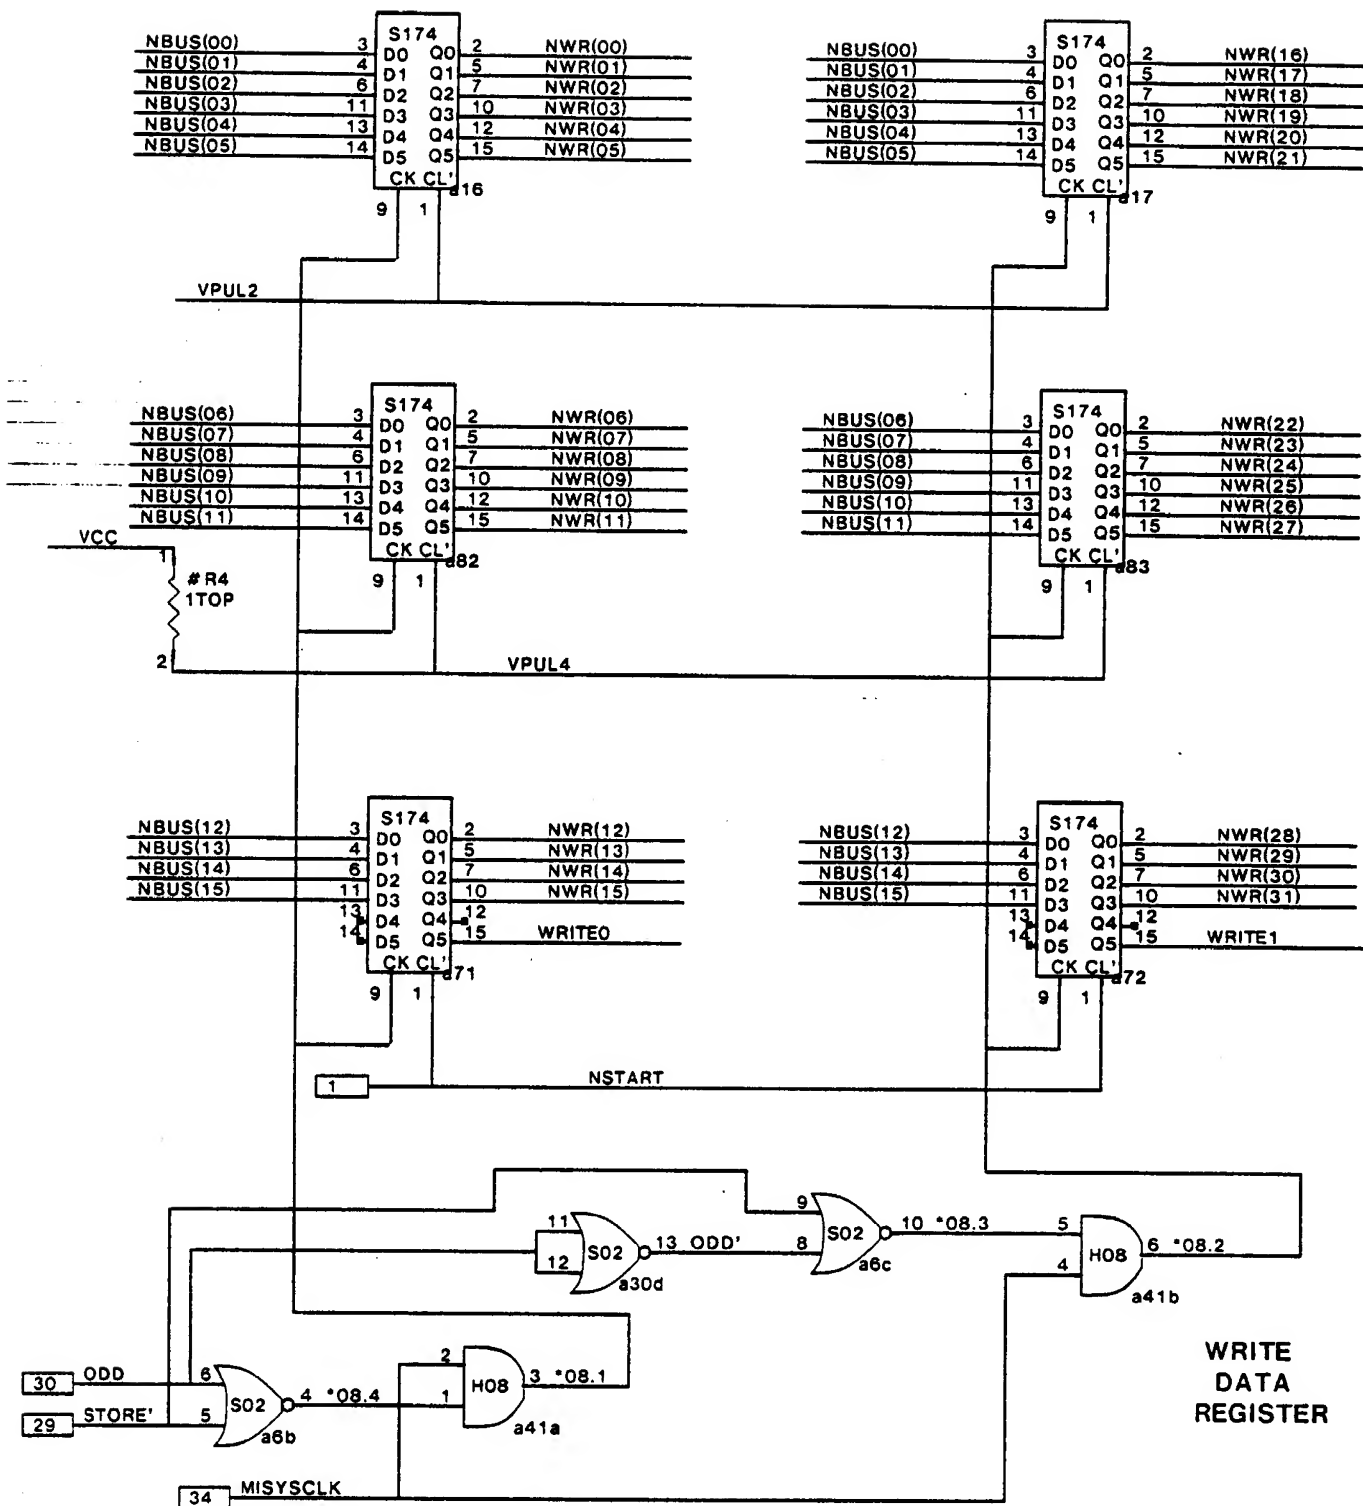 S174 S174
NBUS(00) 3 D0 Q0 2 NWR(00) NBUS(00) 3 D0 Q0 2 NWR(16)
NBUS(01) 4 D1 Q1 5 NWR(01) NBUS(01) 4 D1 Q1 5 NWR(17)
NBUS(02) 6 D2 Q2 7 NWR(02) NBUS(02) 6 D2 Q2 7 NWR(18)
NBUS(03) 11 D3 Q3 10 NWR(03) NBUS(03) 11 D3 Q3 10 NWR(19)
NBUS(04) 13 D4 Q4 12 NWR(04) NBUS(04) 13 D4 Q4 12 NWR(20)
NBUS(05) 14 D5 Q5 15 NWR(05) NBUS(05) 14 D5 Q5 15 NWR(21)
CK CL' a16 CK CL' a17
9 1 9 1
VPUL2
S174 S174
NBUS(06) 3 D0 Q0 2 NWR(06) NBUS(06) 3 D0 Q0 2 NWR(22)
NBUS(07) 4 D1 Q1 5 NWR(07) NBUS(07) 4 D1 Q1 5 NWR(23)
NBUS(08) 6 D2 Q2 7 NWR(08) NBUS(08) 6 D2 Q2 7 NWR(24)
NBUS(09) 11 D3 Q3 10 NWR(09) NBUS(09) 11 D3 Q3 10 NWR(25)
NBUS(10) 13 D4 Q4 12 NWR(10) NBUS(10) 13 D4 Q4 12 NWR(26)
NBUS(11) 14 D5 Q5 15 NWR(11) NBUS(11) 14 D5 Q5 15 NWR(27)
VCC 1 CK CL' a82 CK CL' a83
#R4 9 1 9 1
1TOP
2 VPUL4
S174 S174
NBUS(12) 3 D0 Q0 2 NWR(12) NBUS(12) 3 D0 Q0 2 NWR(28)
NBUS(13) 4 D1 Q1 5 NWR(13) NBUS(13) 4 D1 Q1 5 NWR(29)
NBUS(14) 6 D2 Q2 7 NWR(14) NBUS(14) 6 D2 Q2 7 NWR(30)
NBUS(15) 11 D3 Q3 10 NWR(15) NBUS(15) 11 D3 Q3 10 NWR(31)
13 D4 Q4 12 13 D4 Q4 12
14 D5 Q5 15 WRITE0 14 D5 Q5 15 WRITE1
CK CL' a71 CK CL' a72
9 1 9 1
1 NSTART
9 S02 10 *08.3 5 H08 6 *08.2
11 12 S02 13 ODD' 8 4
a30d a6c a41b
30 ODD 6 S02 4 *08.4 2 H08 3 *08.1
29 STORE' 5 1
a6b a41a
34 MISYSCLK
WRITE
DATA
REGISTER